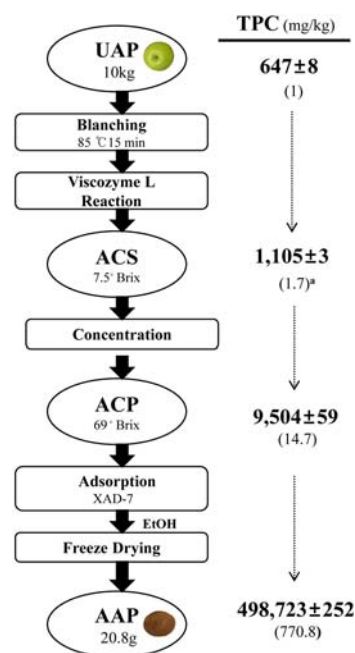 TPC (mg/kg)
UAP
10kg
647±8
(1)
Blanching
85 ℃ 15 min
Viscozyme L
Reaction
ACS
7.5° Brix
1,105±3
(1.7)ᵃ
Concentration
ACP
69° Brix
9,504±59
(14.7)
Adsorption
XAD-7
EtOH
Freeze Drying
AAP
20.8g
498,723±252
(770.8)